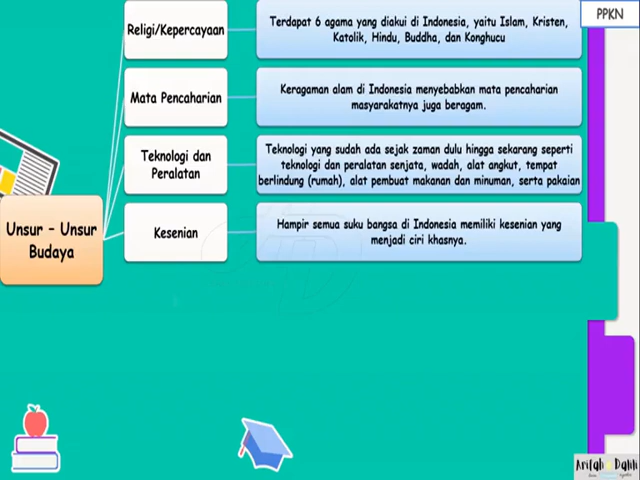 PPKN
Religi/Kepercayaan
Terdapat 6 agama yang diakui di Indonesia, yaitu Islam, Kristen,
Katolik, Hindu, Buddha, dan Konghucu
Mata Pencaharian
Keragaman alam di Indonesia menyebabkan mata pencaharian
masyarakatnya juga beragam.
Teknologi dan
Peralatan
Teknologi yang sudah ada sejak zaman dulu hingga sekarang seperti
teknologi dan peralatan senjata, wadah, alat angkut, tempat
berlindung (rumah), alat pembuat makanan dan minuman, serta pakaian
Unsur - Unsur
Budaya
Kesenian
Hampir semua suku bangsa di Indonesia memiliki kesenian yang
menjadi ciri khasnya.
Arifah Dalili